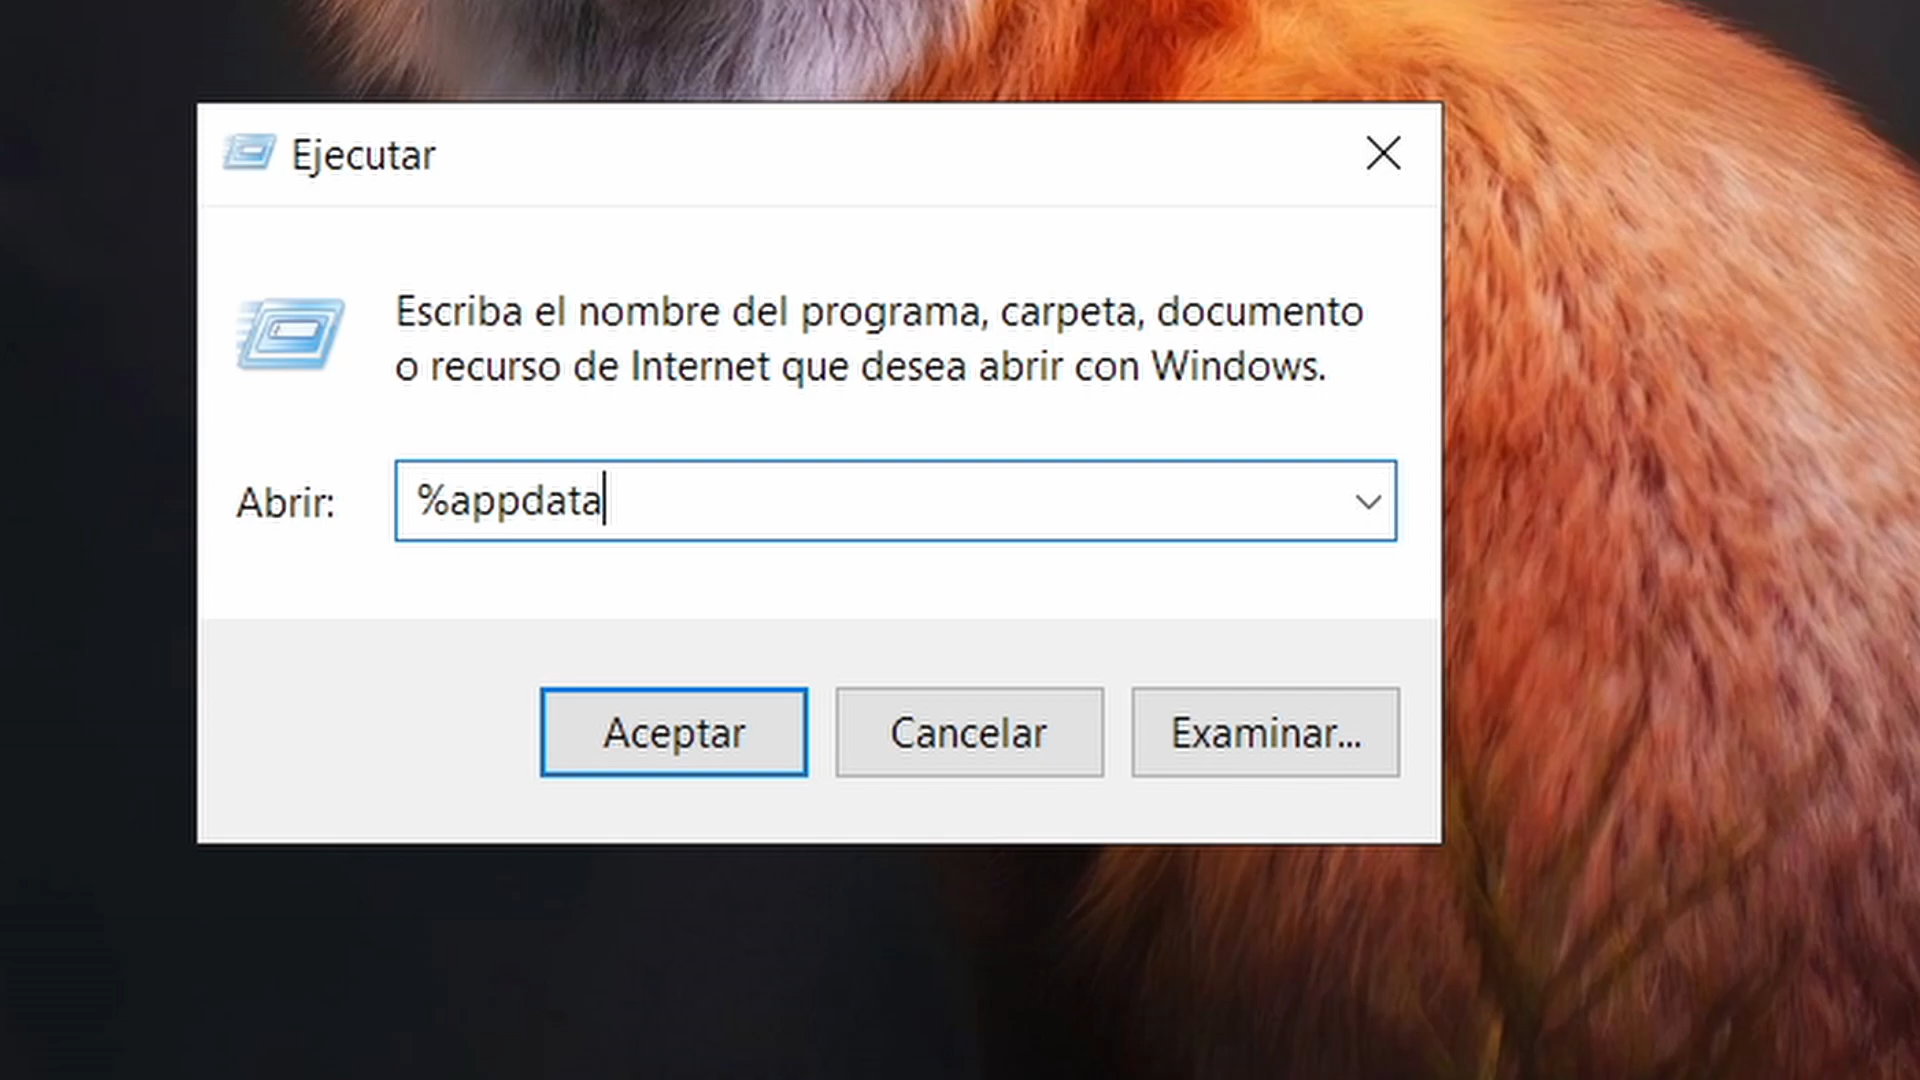 Ejecutar
Escriba el nombre del programa, carpeta, documento
o recurso de Internet que desea abrir con Windows.
Abrir: %appdata
Aceptar Cancelar Examinar...